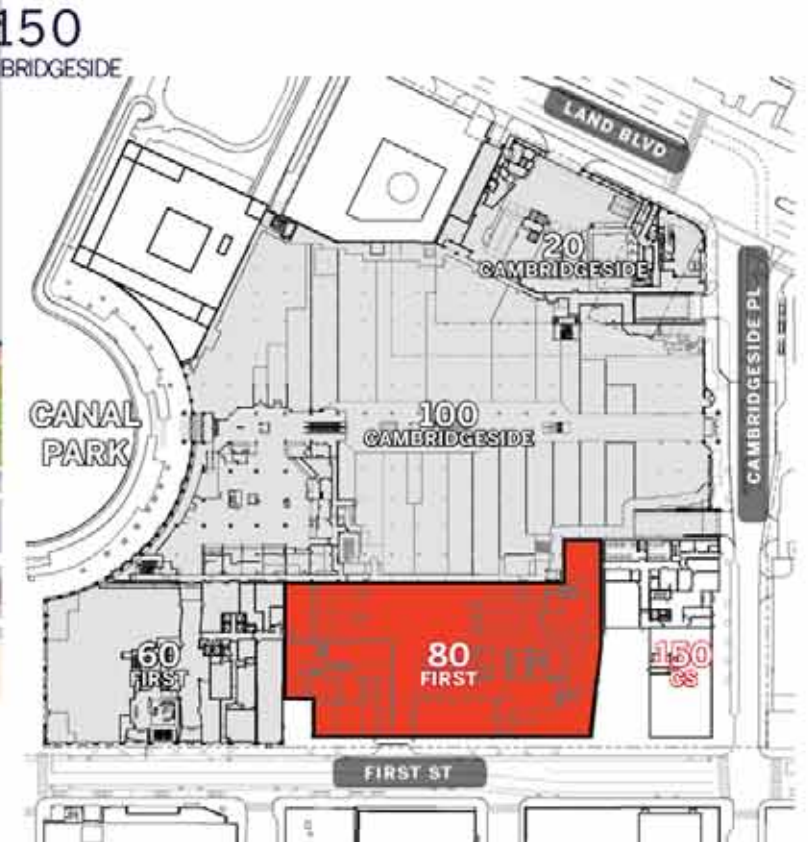 150
BRIDGESIDE
LAND BLVD
20
CAMBRIDGESIDE
CAMBRIDGESIDE PL
CANAL
PARK
100
CAMBRIDGESIDE
60
FIRST
80
FIRST
150
CS
FIRST ST